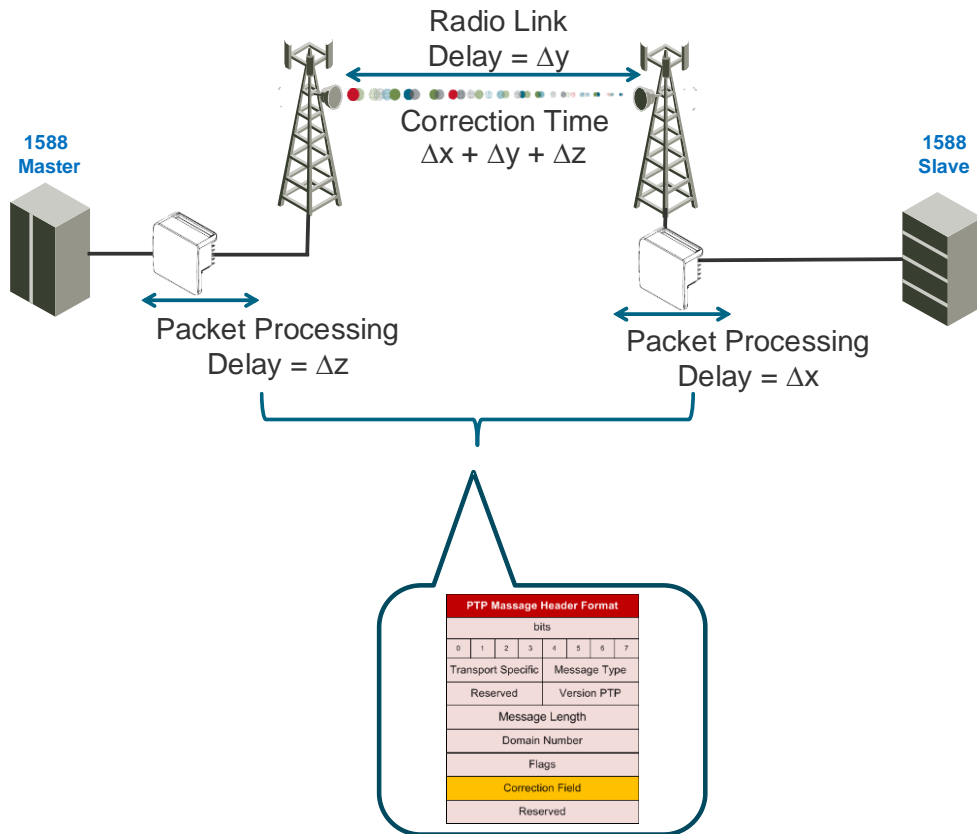 Radio Link
Delay = Δy
Correction Time
Δx + Δy + Δz
1588
Master
1588
Slave
Packet Processing
Delay = Δz
Packet Processing
Delay = Δx
PTP Massage Header Format
bits
0 1 2 3 4 5 6 7
Transport Specific Message Type
Reserved Version PTP
Message Length
Domain Number
Flags
Correction Field
Reserved